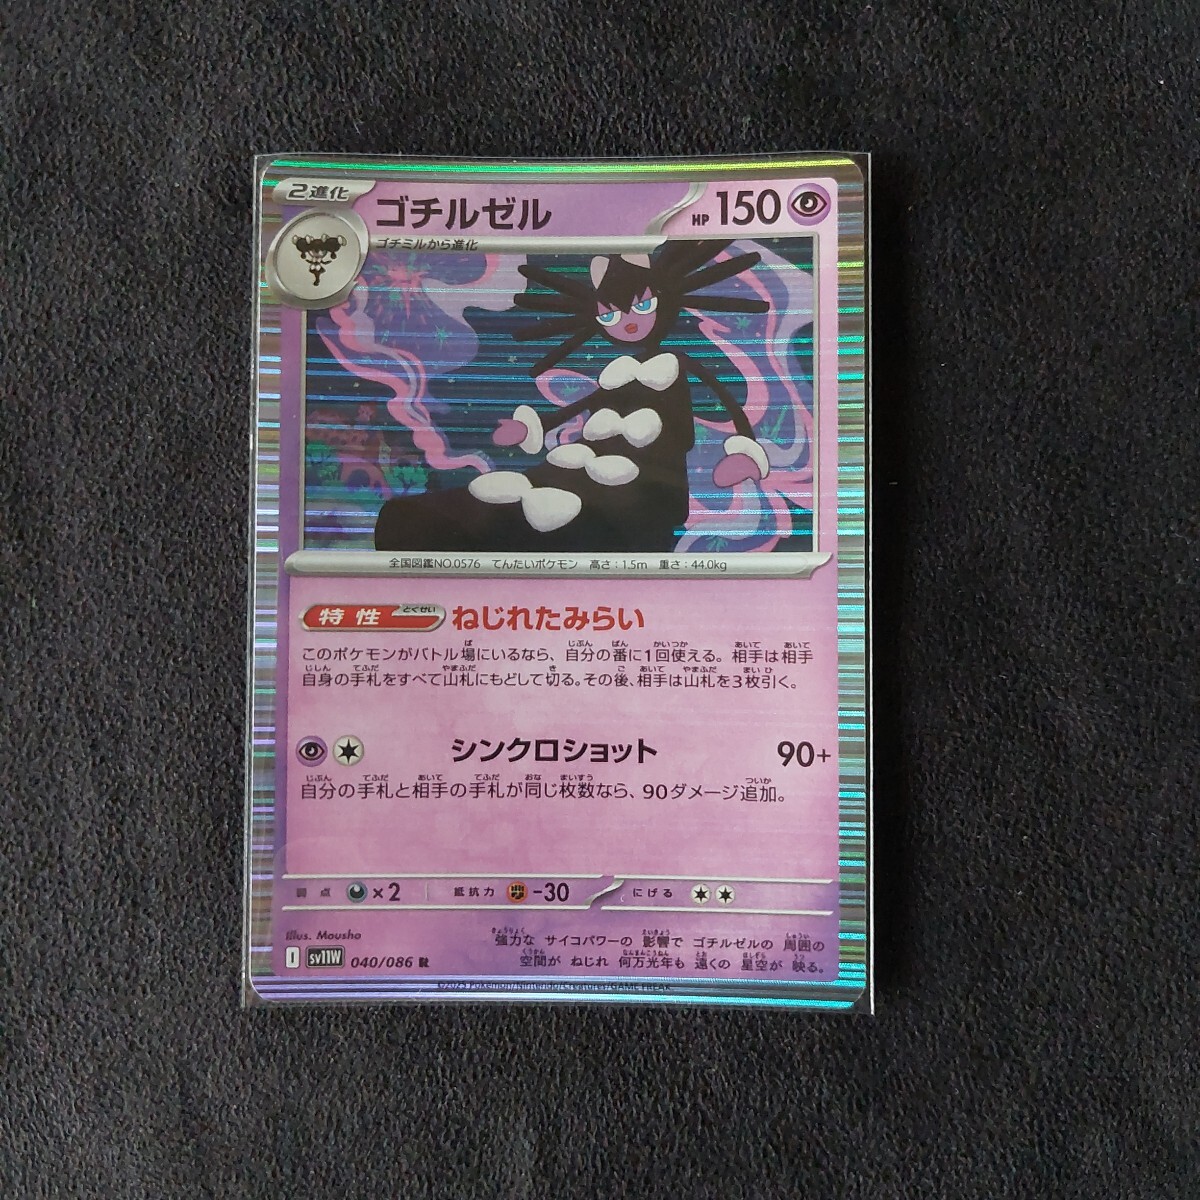 2進化
ゴチルゼル
HP 150
ゴチミルから進化
全国図鑑NO.0576 てんたいポケモン 高さ：1.5m 重さ：44.0kg
特性 とくせい ねじれたみらい
このポケモンがバトル場にいるなら、自分の番に1回使える。相手は相手
自身の手札をすべて山札にもどして切る。その後、相手は山札を3枚引く。
シンクロショット 90+
自分の手札と相手の手札が同じ枚数なら、90ダメージ追加。
弱点 ×2 抵抗力 -30 にげる
Illus. Mousho
強力な サイコパワーの 影響で ゴチルゼルの 周囲の
空間が ねじれ 何万光年も 遠くの 星空が 映る。
I sv11W 040/086 R
©2025 Pokémon/Nintendo/Creatures/GAME FREAK.